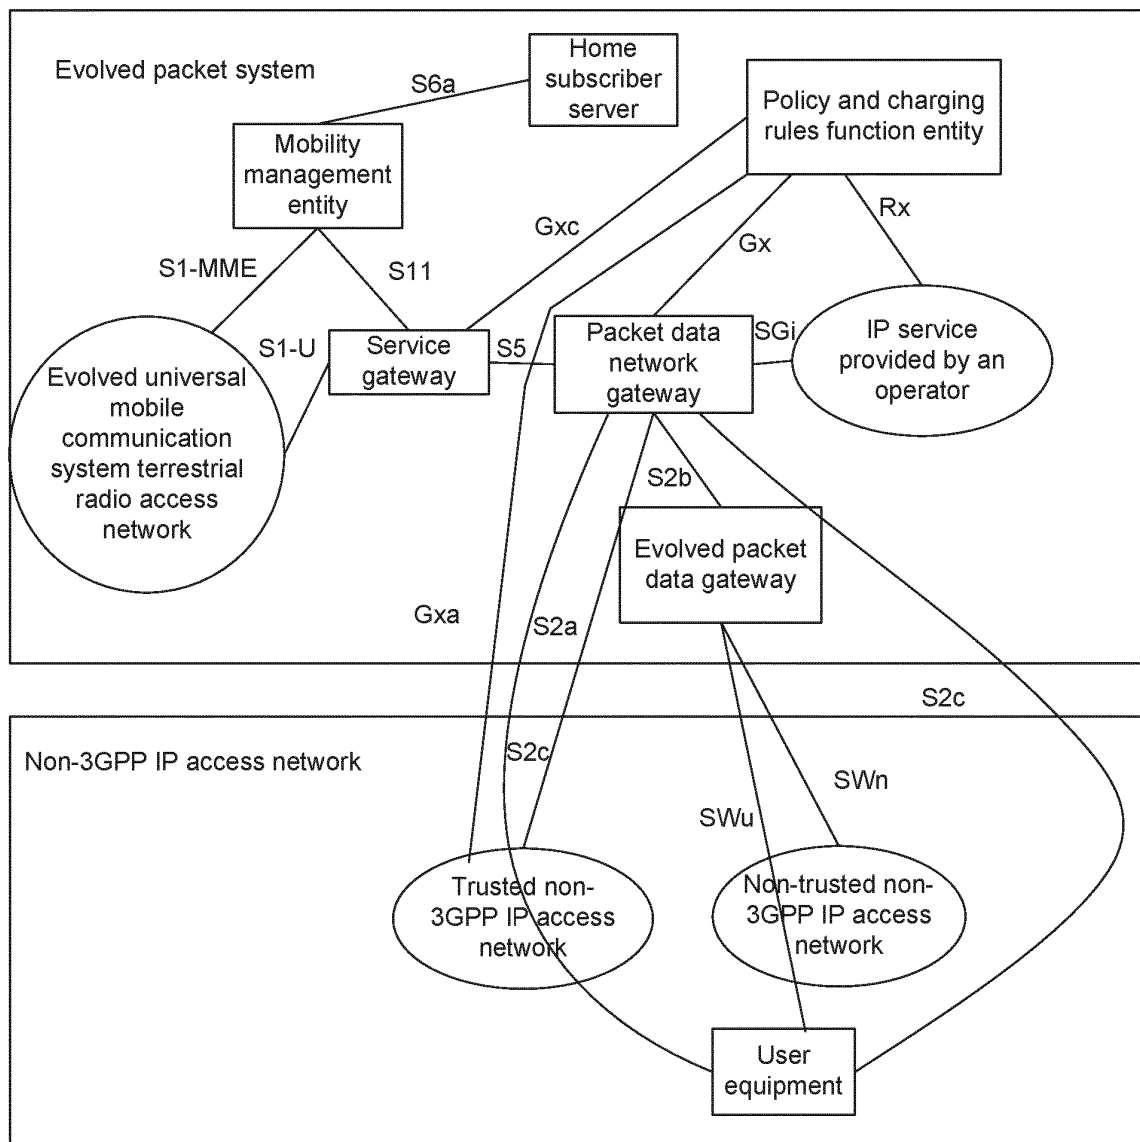 Evolved packet system
Home
subscriber
server
S6a
Policy and charging
rules function entity
Mobility
management
entity
Gxc
Rx
Gx
S1-MME
S11
S1-U
Service
gateway
S5
Packet data
network
gateway
SGi
IP service
provided by an
operator
Evolved universal
mobile
communication
system terrestrial
radio access
network
S2b
Evolved packet
data gateway
Gxa
S2a
S2c
Non-3GPP IP access network
S2c
SWn
SWu
Trusted non-
3GPP IP access
network
Non-trusted non-
3GPP IP access
network
User
equipment